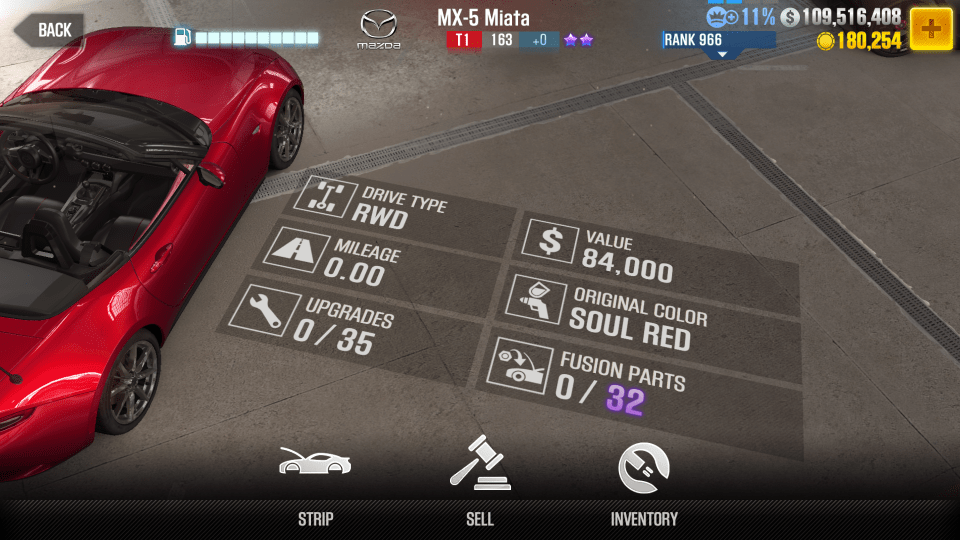 BACK
mazda
MX-5 Miata
T1 163 +0
11% $ 109,516,408
RANK 966
180,254
DRIVE TYPE
RWD
MILEAGE
0.00
UPGRADES
0 / 35
$ VALUE
84,000
ORIGINAL COLOR
SOUL RED
FUSION PARTS
0 / 32
STRIP
SELL
INVENTORY